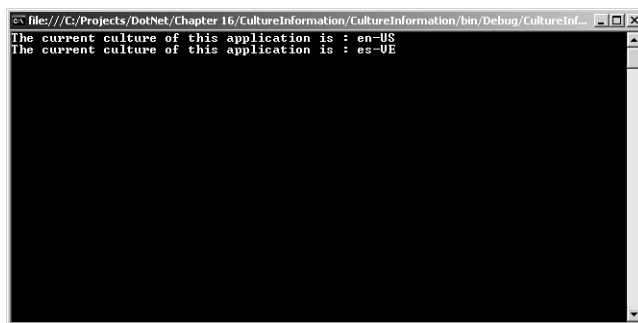 file:///C:/Projects/DotNet/Chapter 16/CultureInformation/CultureInformation/bin/Debug/CultureInf...
The current culture of this application is : en-US
The current culture of this application is : es-VE